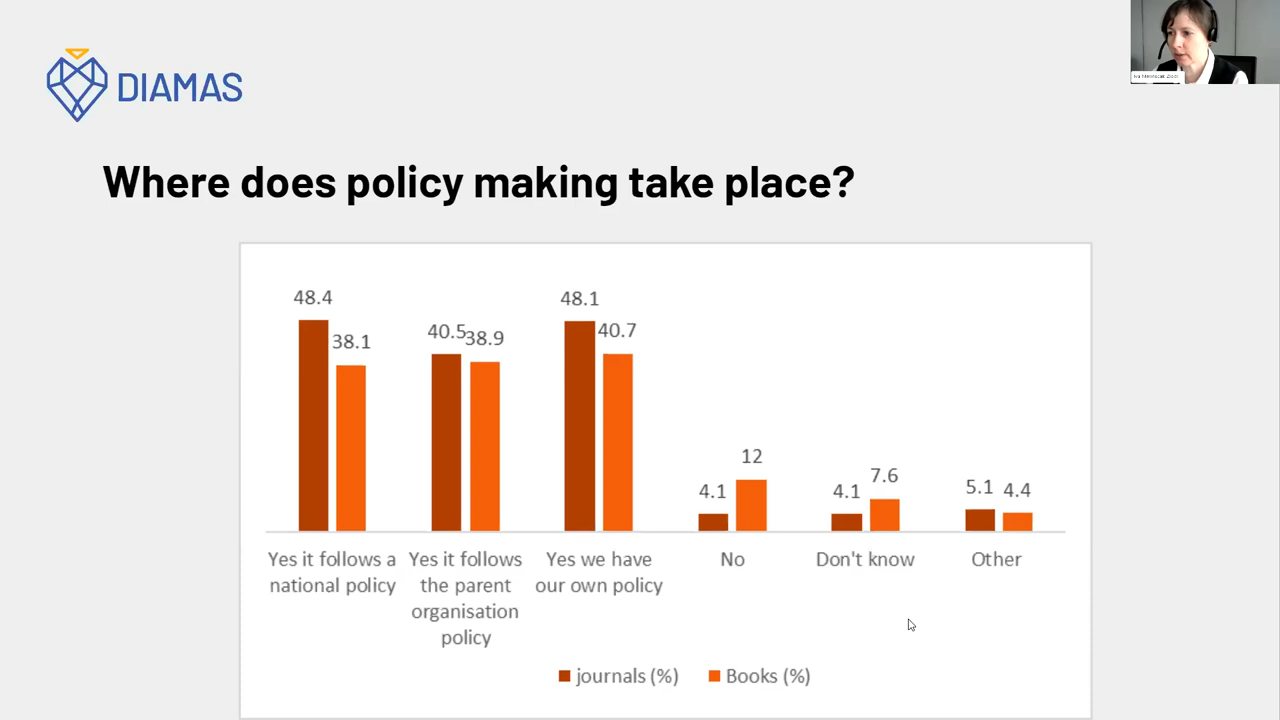 DIAMAS
Where does policy making take place?
48.4
38.1
40.5
38.9
48.1
40.7
4.1
12
4.1
7.6
5.1
4.4
Yes it follows a
national policy
Yes it follows
the parent
organisation
policy
Yes we have
our own policy
No
Don't know
Other
journals (%)
Books (%)